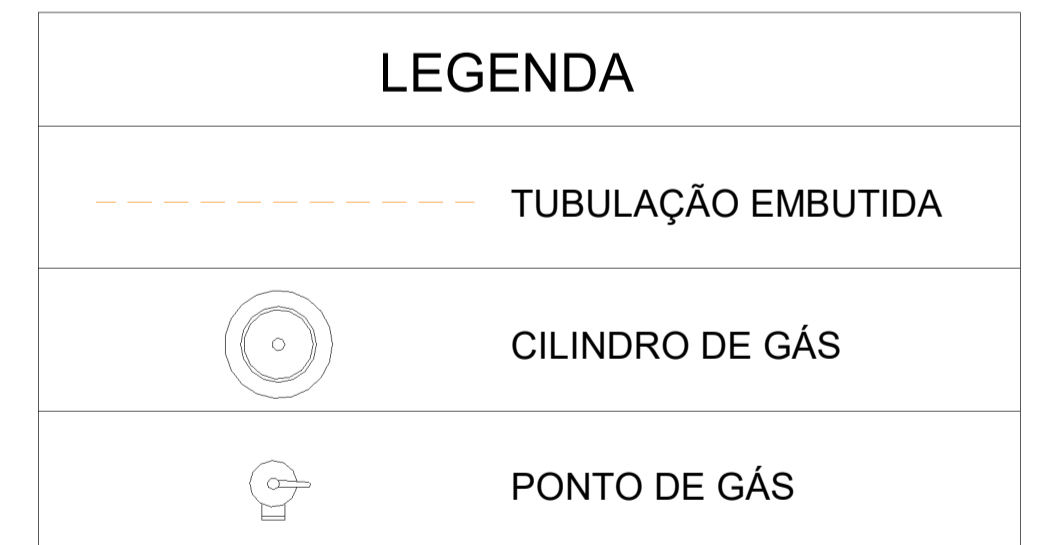 LEGENDA
TUBULAÇÃO EMBUTIDA
CILINDRO DE GÁS
PONTO DE GÁS